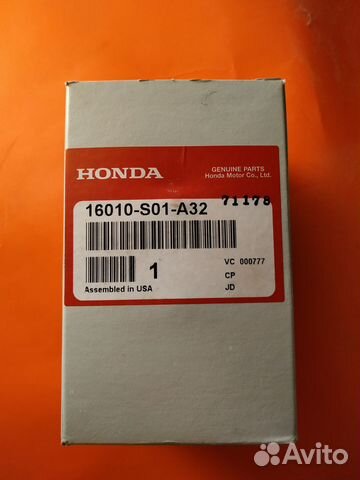 HONDA
GENUINE PARTS
Honda Motor Co., Ltd.
16010-S01-A32
71178
1
VC 000777
CP
JD
Assembled in USA
Avito